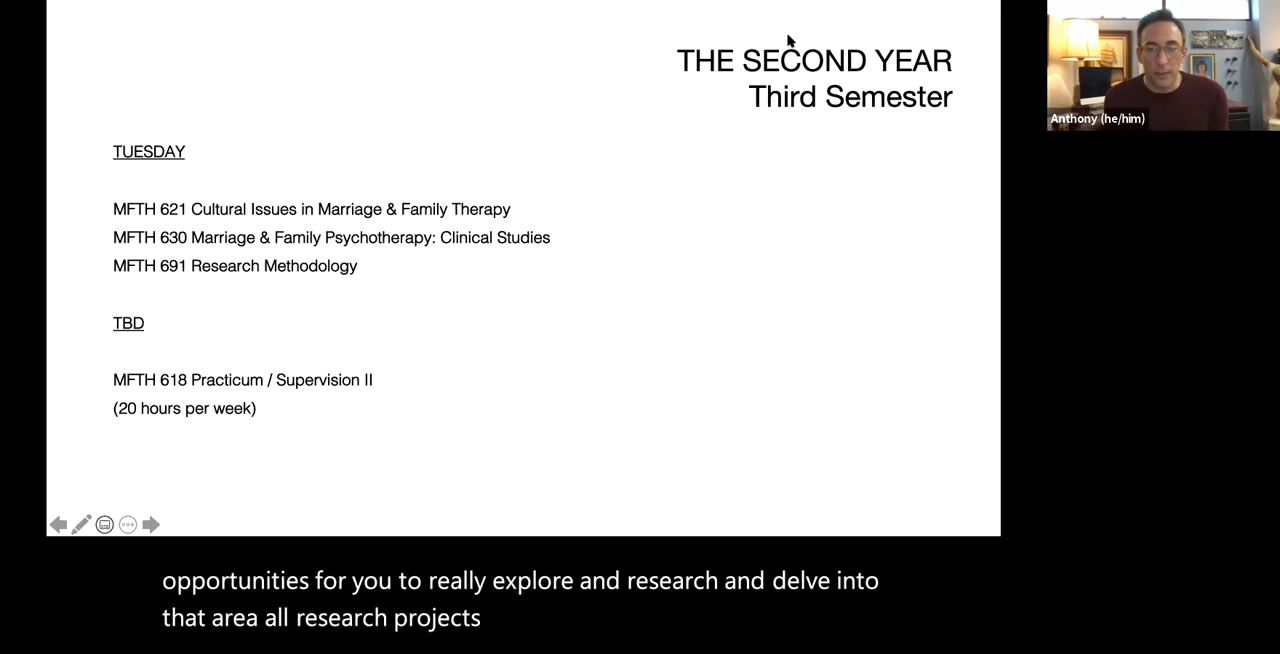 THE SECOND YEAR
Third Semester
TUESDAY
MFTH 621 Cultural Issues in Marriage & Family Therapy
MFTH 630 Marriage & Family Psychotherapy: Clinical Studies
MFTH 691 Research Methodology
TBD
MFTH 618 Practicum / Supervision II
(20 hours per week)
Anthony (he/him)
opportunities for you to really explore and research and delve into
that area all research projects